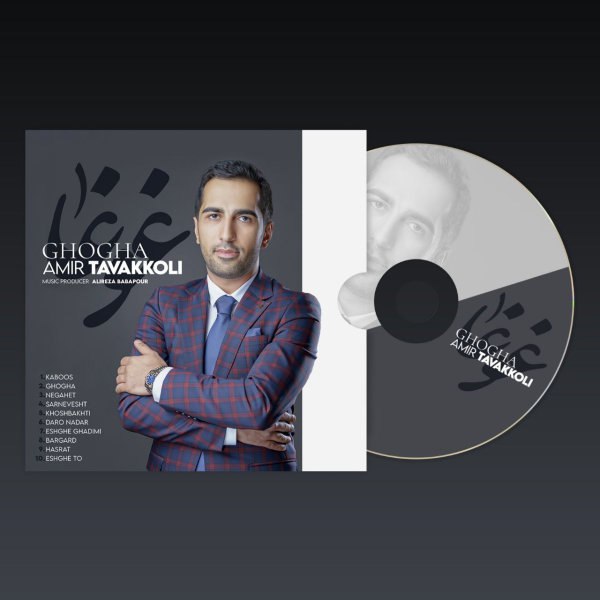 غوغا
GHOGHA
AMIR TAVAKKOLI
MUSIC PRODUCER ALIREZA BABAPOUR
1. KABOOS
2. GHOGHA
3. NEGAHET
4. SARNEVESHT
5. KHOSHBAKHTI
6. DARO NADAR
7. ESHGHE GHADIMI
8. BARGARD
9. HASRAT
10. ESHGHE TO
غوغا
GHOGHA
AMIR TAVAKKOLI